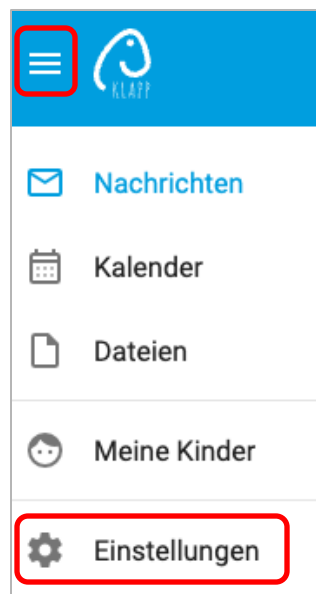 KLAPP
Nachrichten
Kalender
Dateien
Meine Kinder
Einstellungen